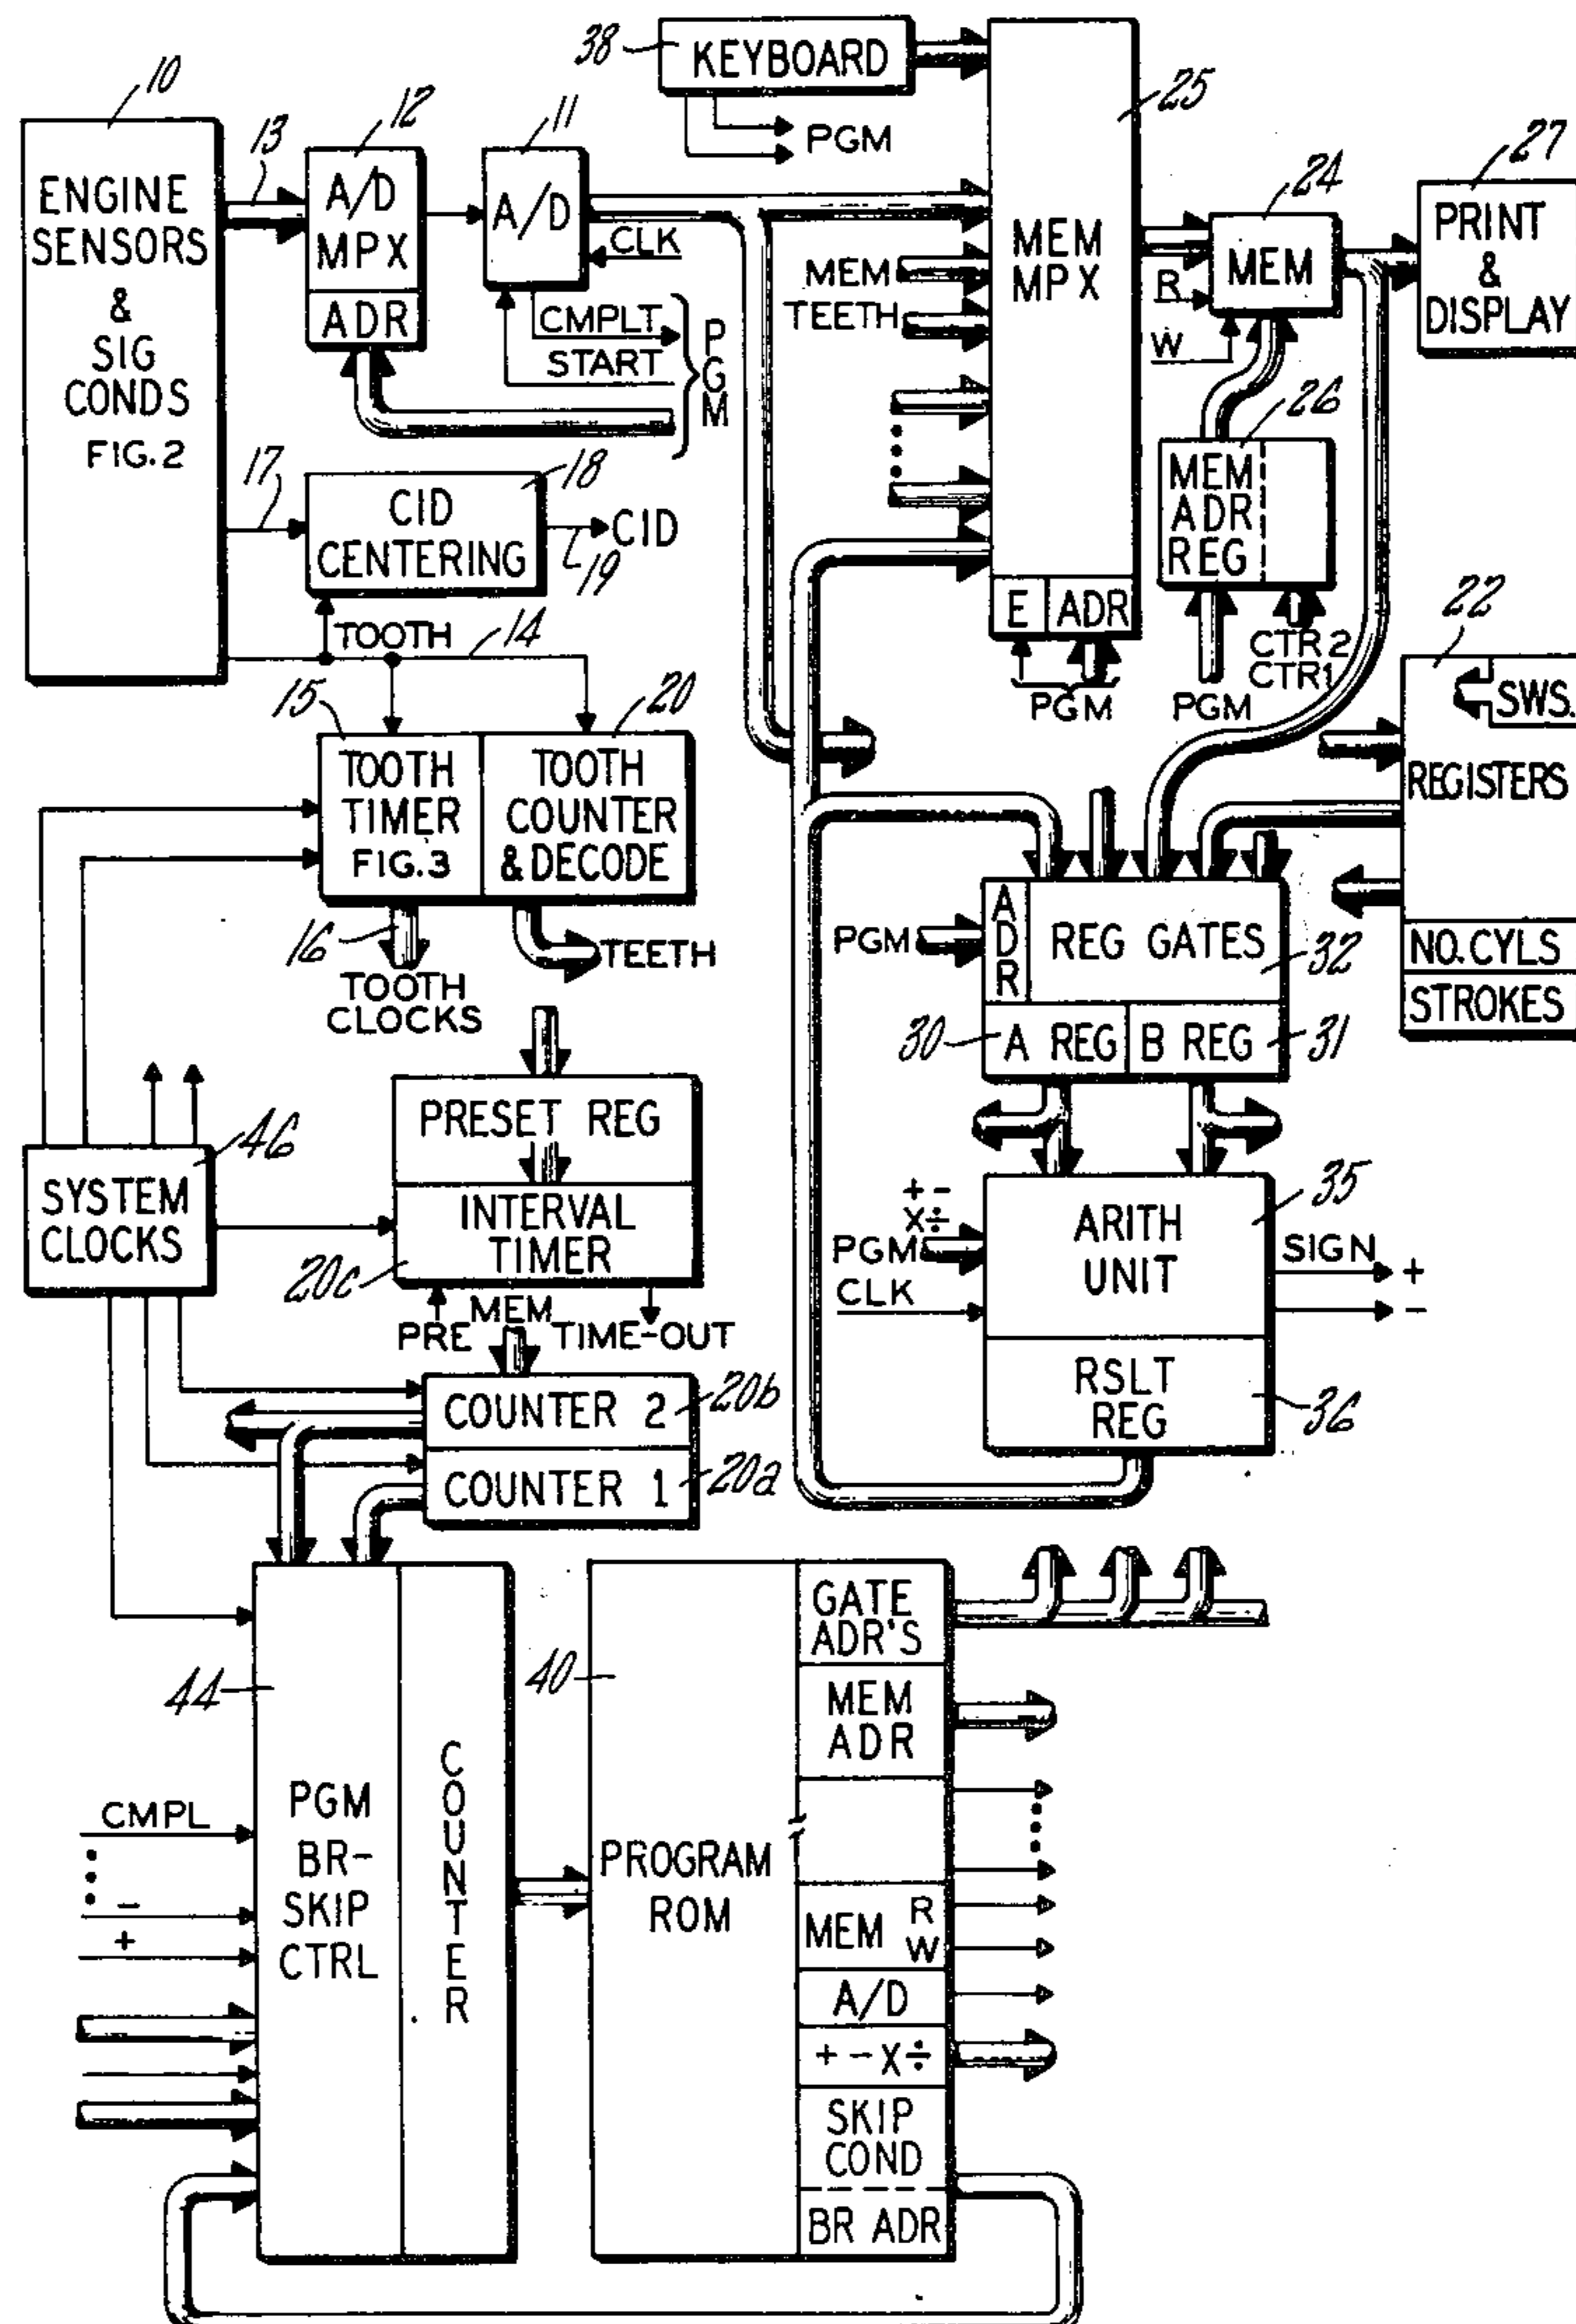 38
KEYBOARD
PGM
10
ENGINE
SENSORS
&
SIG
CONDS
FIG. 2
13
12
A/D
MPX
ADR
11
A/D
CLK
CMPLT
START
PGM
17
18
CID
CENTERING
CID
19
TOOTH
14
MEM
TEETH
25
MEM
MPX
E
ADR
PGM
24
MEM
R
W
27
PRINT
&
DISPLAY
26
MEM
ADR
REG
CTR 2
CTR1
PGM
22
SWS.
REGISTERS
NO. CYLS
STROKES
15
TOOTH
TIMER
FIG. 3
20
TOOTH
COUNTER
& DECODE
16
TOOTH
CLOCKS
TEETH
PGM
ADR
REG GATES
32
30
A REG
B REG
31
46
SYSTEM
CLOCKS
PRESET REG
INTERVAL
TIMER
20c
PRE
MEM
TIME-OUT
+ -
X÷
PGM
CLK
ARITH
UNIT
35
SIGN
+
-
RSLT
REG
36
COUNTER 2
20b
COUNTER 1
20a
44
PGM
BR-
SKIP
CTRL
COUNTER
CMPL
-
+
40
PROGRAM
ROM
GATE
ADR'S
MEM
ADR
MEM
R
W
A/D
+ - X ÷
SKIP
COND
BR ADR